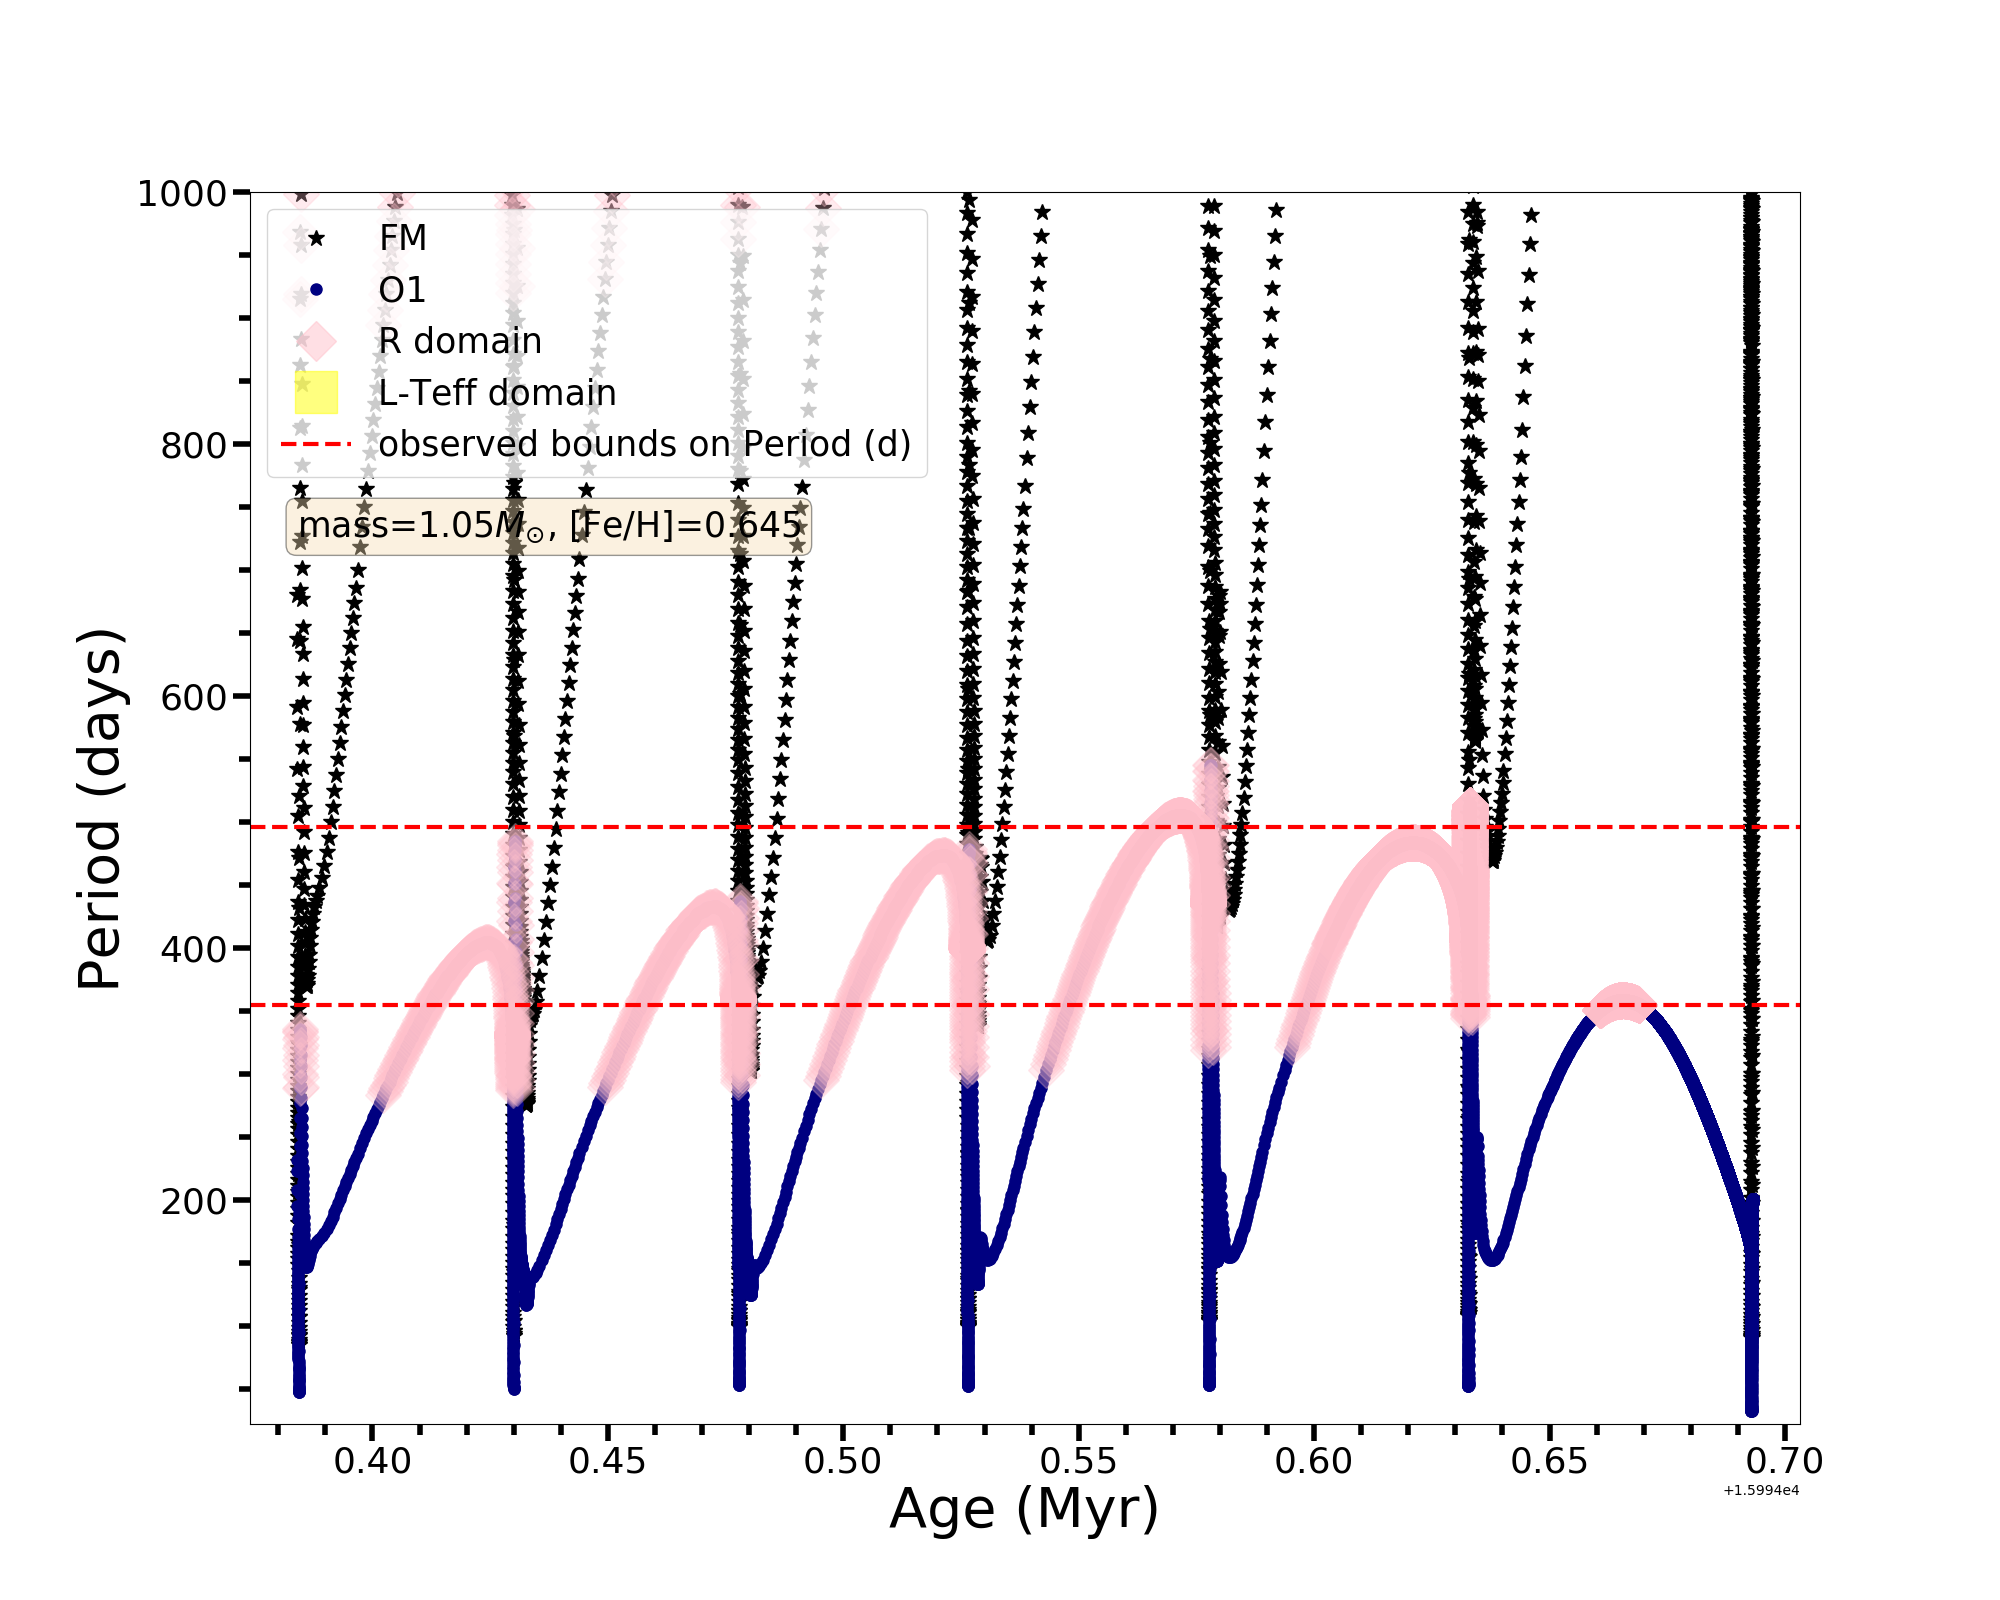 1000
800
600
400
200
Period (days)
FM
O1
R domain
L-Teff domain
observed bounds on Period (d)
mass=1.05M⊙, [Fe/H]=0.645
0.40 0.45 0.50 0.55 0.60 0.65 0.70
+1.5994e4
Age (Myr)